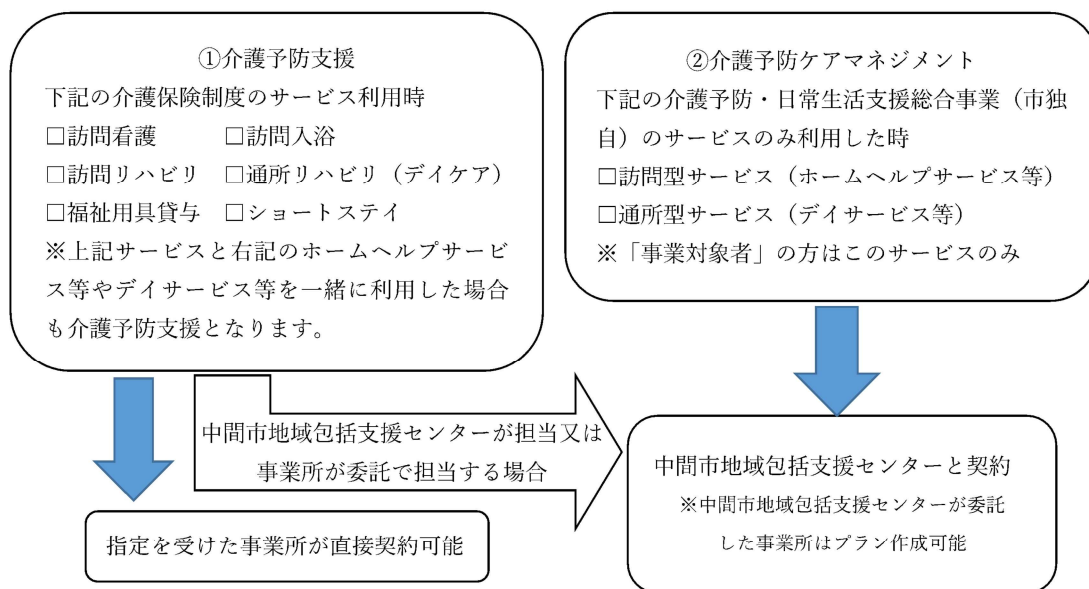 ①介護予防支援
下記の介護保険制度のサービス利用時
□訪問看護 □訪問入浴
□訪問リハビリ □通所リハビリ（デイケア）
□福祉用具貸与 □ショートステイ
※上記サービスと右記のホームヘルプサービ
ス等やデイサービス等を一緒に利用した場合
も介護予防支援となります。
②介護予防ケアマネジメント
下記の介護予防・日常生活支援総合事業（市独
自）のサービスのみ利用した時
□訪問型サービス（ホームヘルプサービス等）
□通所型サービス（デイサービス等）
※「事業対象者」の方はこのサービスのみ
中間市地域包括支援センターが担当又は
事業所が委託で担当する場合
指定を受けた事業所が直接契約可能
中間市地域包括支援センターと契約
※中間市地域包括支援センターが委託
した事業所はプラン作成可能